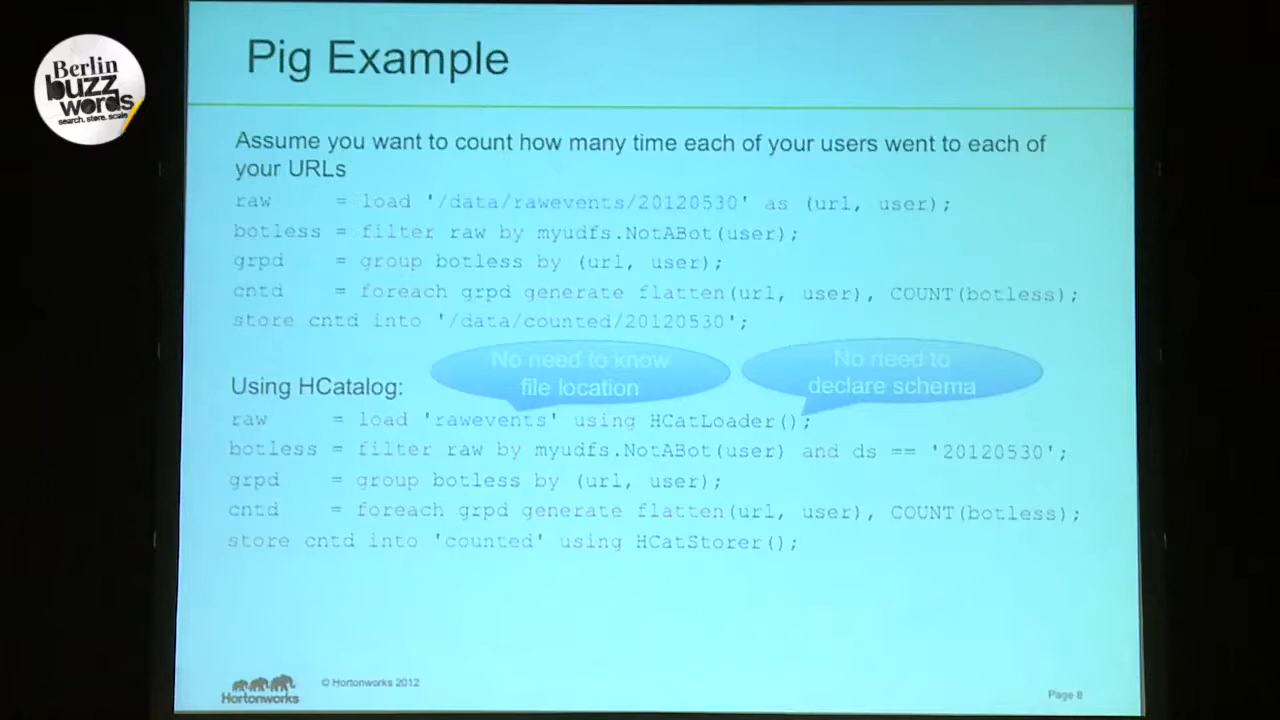 Berlin
buzz
words
search. store. scale
Pig Example
Assume you want to count how many time each of your users went to each of
your URLs
raw = load '/data/rawevents/20120530' as (url, user);
botless = filter raw by myudfs.NotABot(user);
grpd = group botless by (url, user);
cntd = foreach grpd generate flatten(url, user), COUNT(botless);
store cntd into '/data/counted/20120530';
No need to know
file location
No need to
declare schema
Using HCatalog:
raw = load 'rawevents' using HCatLoader();
botless = filter raw by myudfs.NotABot(user) and ds == '20120530';
grpd = group botless by (url, user);
cntd = foreach grpd generate flatten(url, user), COUNT(botless);
store cntd into 'counted' using HCatStorer();
Hortonworks
© Hortonworks 2012
Page 8